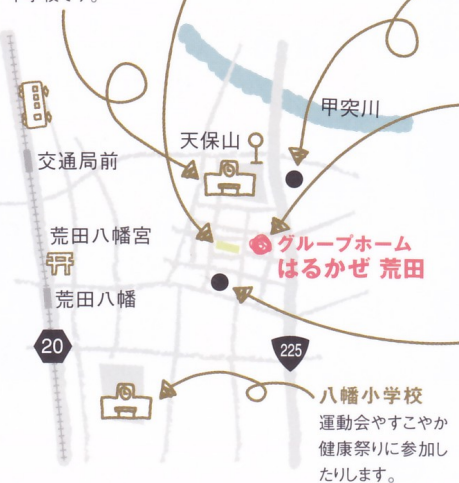 甲突川
天保山
交通局前
グループホーム
はるかぜ 荒田
荒田八幡宮
荒田八幡
20
225
八幡小学校
運動会やすこやか
健康祭りに参加し
たりします。